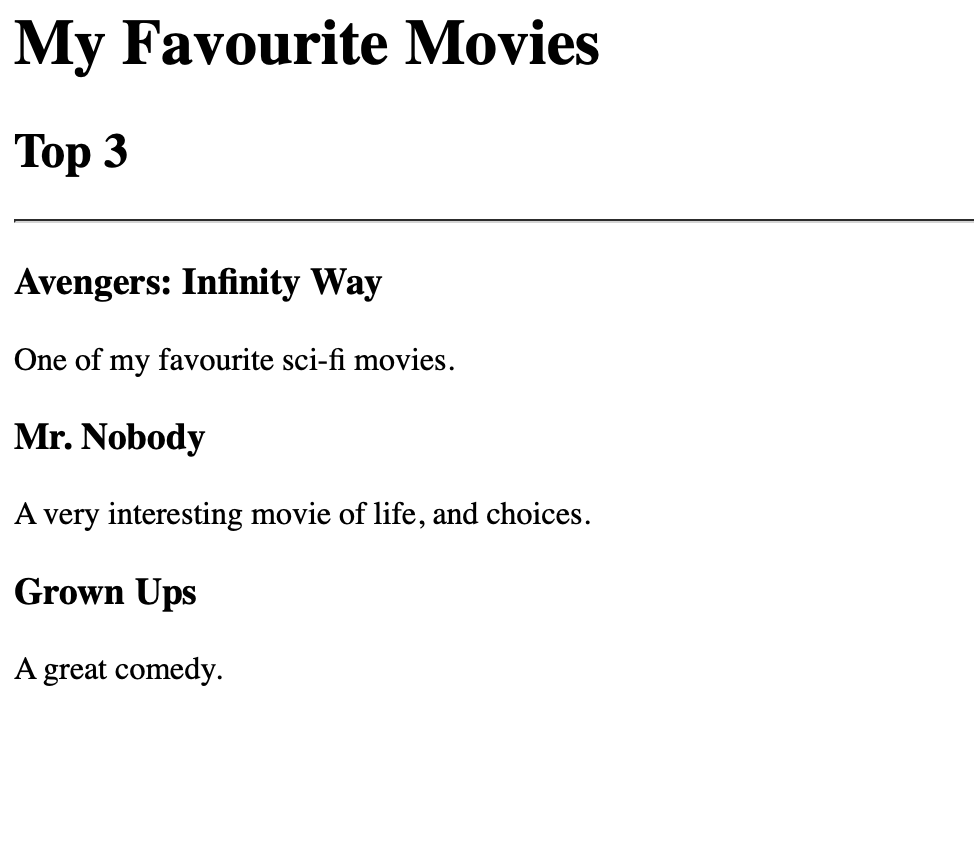 My Favourite Movies
Top 3
Avengers: Infinity Way
One of my favourite sci-fi movies.
Mr. Nobody
A very interesting movie of life, and choices.
Grown Ups
A great comedy.